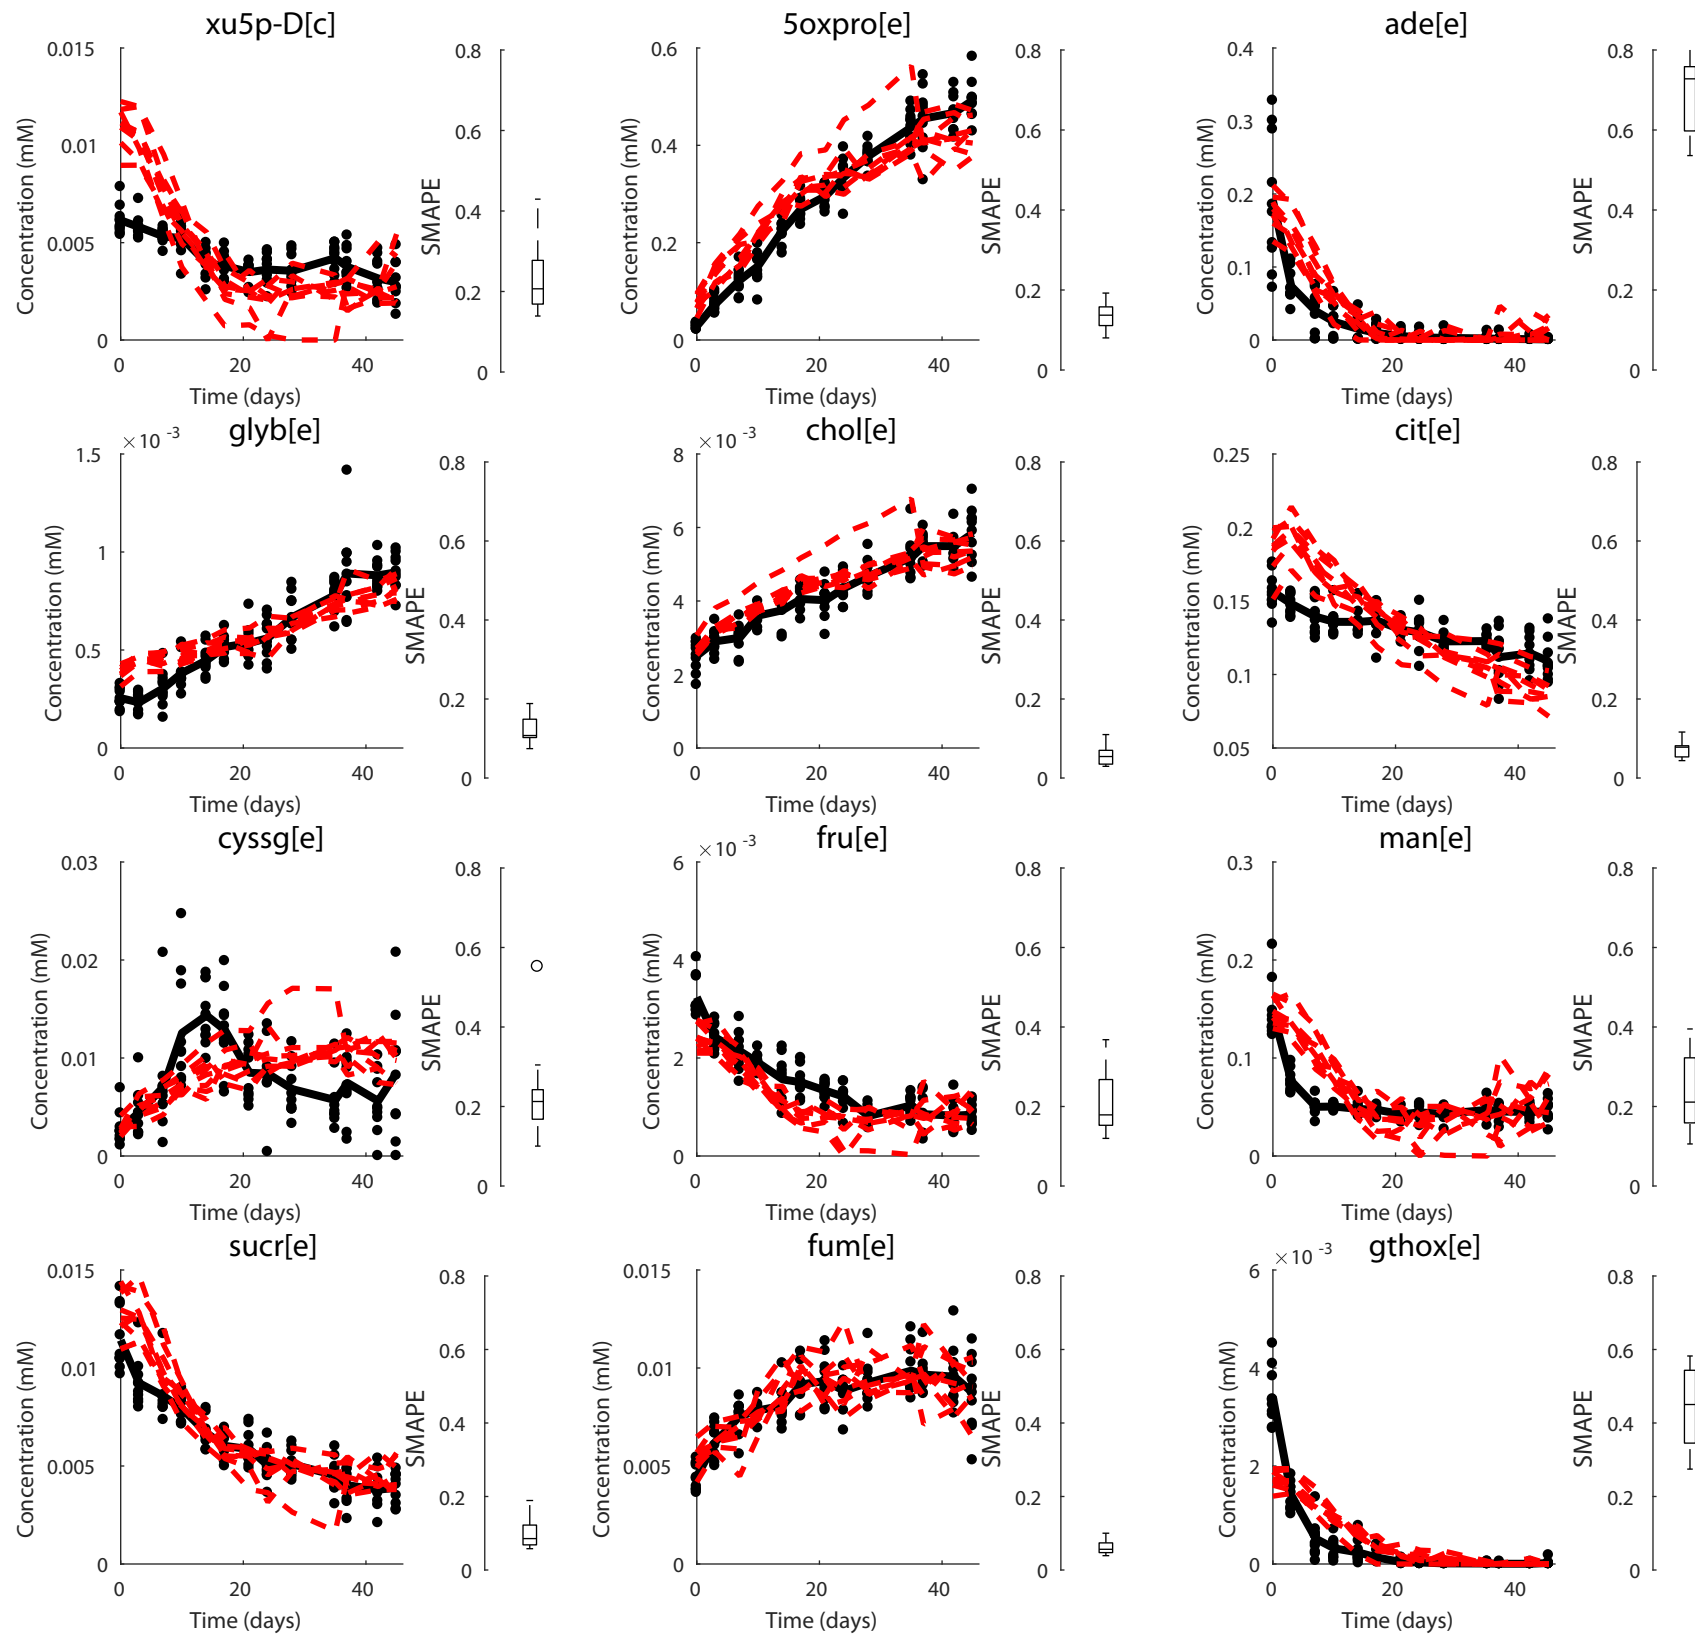 xu5p-D[c]
0.015
0.01
0.005
0
Concentration (mM)
0 20 40
Time (days)
SMAPE
0.8
0.6
0.4
0.2
0
5oxpro[e]
0.6
0.4
0.2
0
Concentration (mM)
0 20 40
Time (days)
SMAPE
0.8
0.6
0.4
0.2
0
ade[e]
0.4
0.3
0.2
0.1
0
Concentration (mM)
0 20 40
Time (days)
SMAPE
0.8
0.6
0.4
0.2
0
glyb[e]
×10 -3
1.5
1
0.5
0
Concentration (mM)
0 20 40
Time (days)
SMAPE
0.8
0.6
0.4
0.2
0
chol[e]
×10 -3
8
6
4
2
0
Concentration (mM)
0 20 40
Time (days)
SMAPE
0.8
0.6
0.4
0.2
0
cit[e]
0.25
0.2
0.15
0.1
0.05
Concentration (mM)
0 20 40
Time (days)
SMAPE
0.8
0.6
0.4
0.2
0
cyssg[e]
0.03
0.02
0.01
0
Concentration (mM)
0 20 40
Time (days)
SMAPE
0.8
0.6
0.4
0.2
0
fru[e]
×10 -3
6
4
2
0
Concentration (mM)
0 20 40
Time (days)
SMAPE
0.8
0.6
0.4
0.2
0
man[e]
0.3
0.2
0.1
0
Concentration (mM)
0 20 40
Time (days)
SMAPE
0.8
0.6
0.4
0.2
0
sucr[e]
0.015
0.01
0.005
0
Concentration (mM)
0 20 40
Time (days)
SMAPE
0.8
0.6
0.4
0.2
0
fum[e]
0.015
0.01
0.005
0
Concentration (mM)
0 20 40
Time (days)
SMAPE
0.8
0.6
0.4
0.2
0
gthox[e]
×10 -3
6
4
2
0
Concentration (mM)
0 20 40
Time (days)
SMAPE
0.8
0.6
0.4
0.2
0